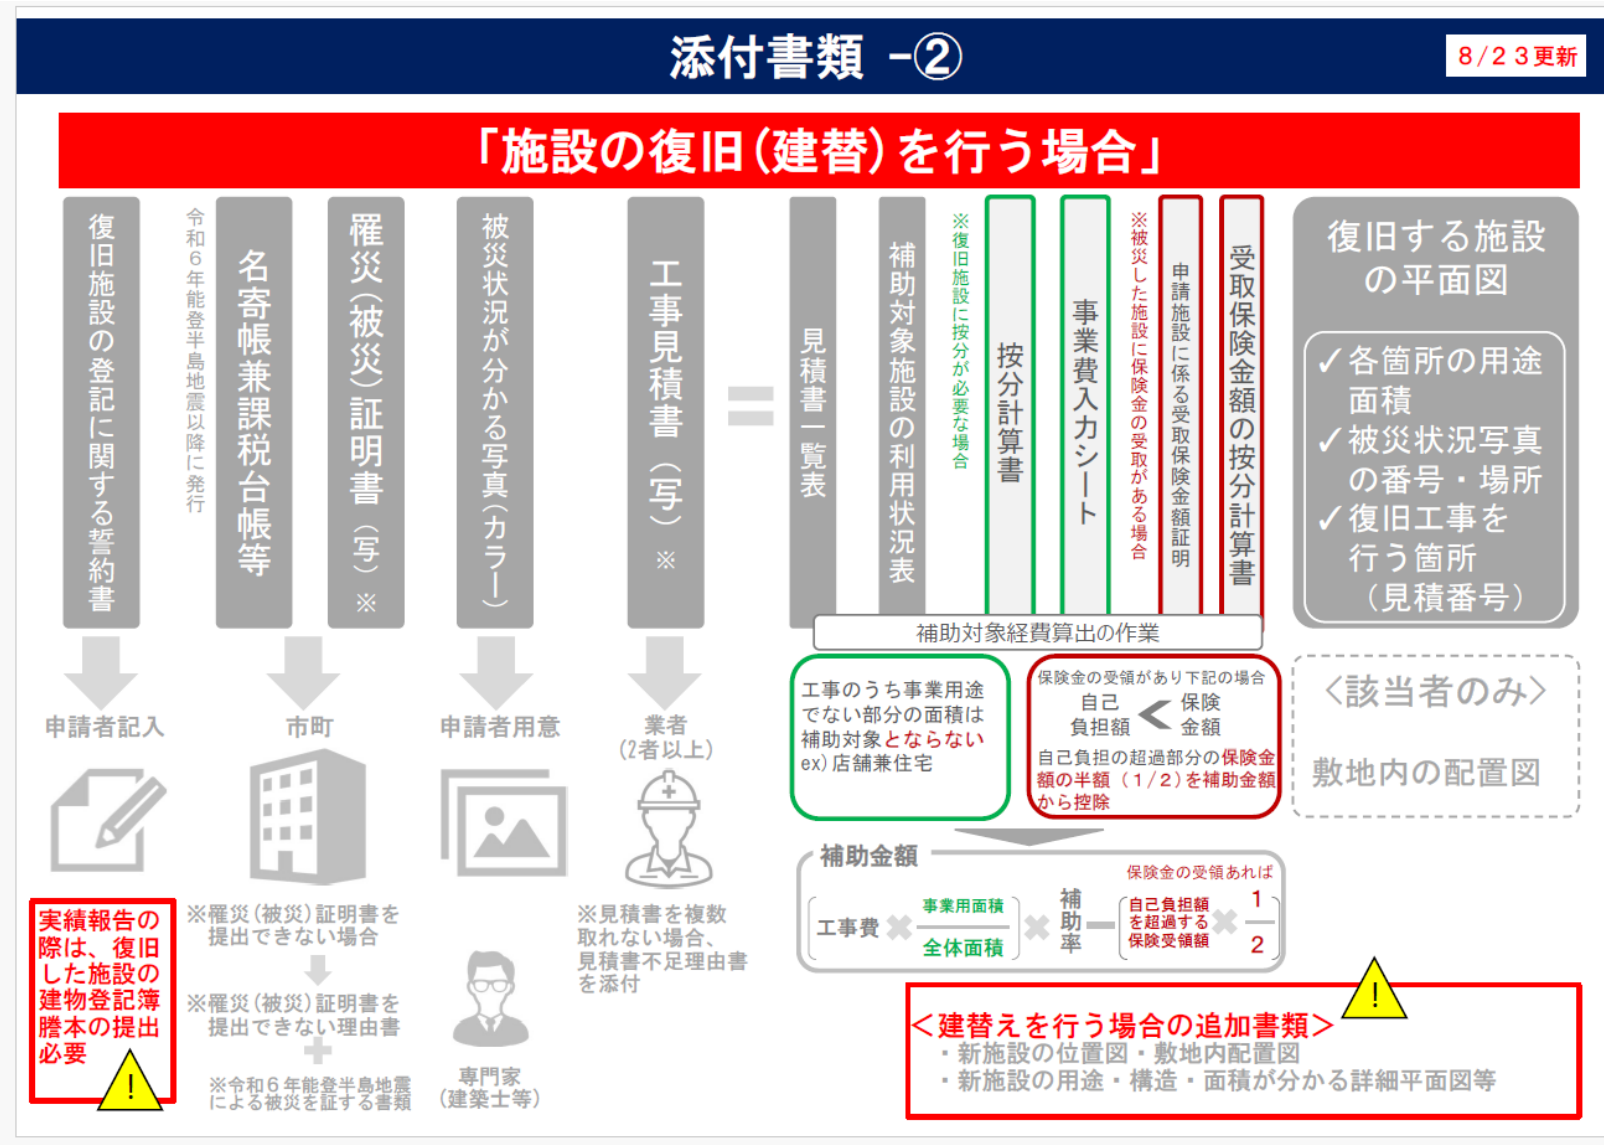 添付書類 -②
8/23更新
「施設の復旧(建替)を行う場合」
復旧施設の登記に関する誓約書
令和６年能登半島地震以降に発行
名寄帳兼課税台帳等
罹災(被災)証明書(写)※
被災状況が分かる写真(カラー)
工事見積書(写)※
＝
見積書一覧表
補助対象施設の利用状況表
※復旧施設に按分が必要な場合
按分計算書
事業費入力シート
※被災した施設に保険金の受取がある場合
申請施設に係る受取保険金額証明
受取保険金額の按分計算書
復旧する施設
の平面図
✓各箇所の用途
面積
✓被災状況写真
の番号・場所
✓復旧工事を
行う箇所
(見積番号)
補助対象経費算出の作業
申請者記入
市町
申請者用意
業者
(2者以上)
工事のうち事業用途
でない部分の面積は
補助対象とならない
ex)店舗兼住宅
保険金の受領があり下記の場合
自己
負担額
＜
保険
金額
自己負担の超過部分の保険金
額の半額（1/2）を補助金額
から控除
<該当者のみ>
敷地内の配置図
補助金額
工事費
×
事業用面積
全体面積
×
補助率
－
保険金の受領あれば
自己負担額
を超過する
保険受領額
×
1
2
実績報告の
際は、復旧
した施設の
建物登記簿
謄本の提出
必要
!
※罹災(被災)証明書を
提出できない場合
※罹災(被災)証明書を
提出できない理由書
＋
※令和６年能登半島地震
による被災を証する書類
専門家
(建築士等)
※見積書を複数
取れない場合、
見積書不足理由書
を添付
!
<建替えを行う場合の追加書類>
・新施設の位置図・敷地内配置図
・新施設の用途・構造・面積が分かる詳細平面図等